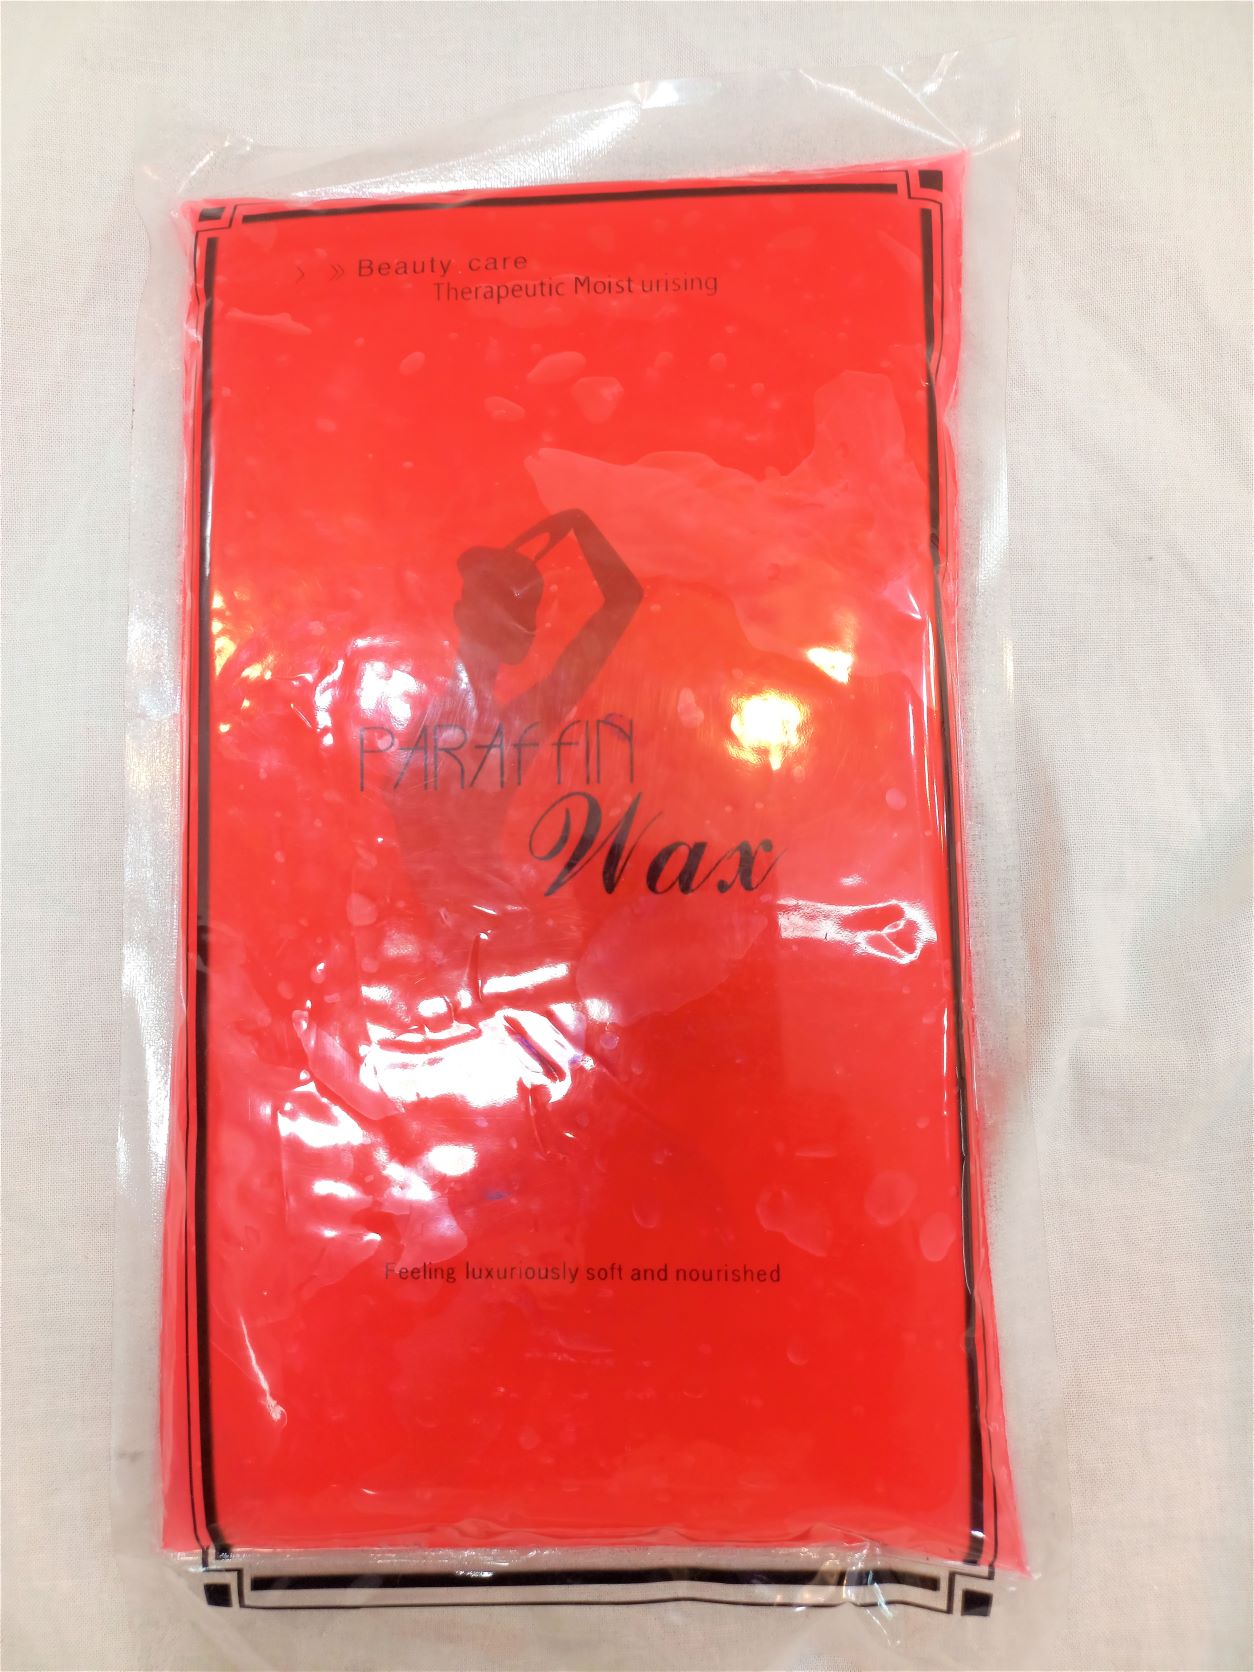 Beauty care
Therapeutic Moist urising
PARAFFIN
Wax
Feeling luxuriously soft and nourished